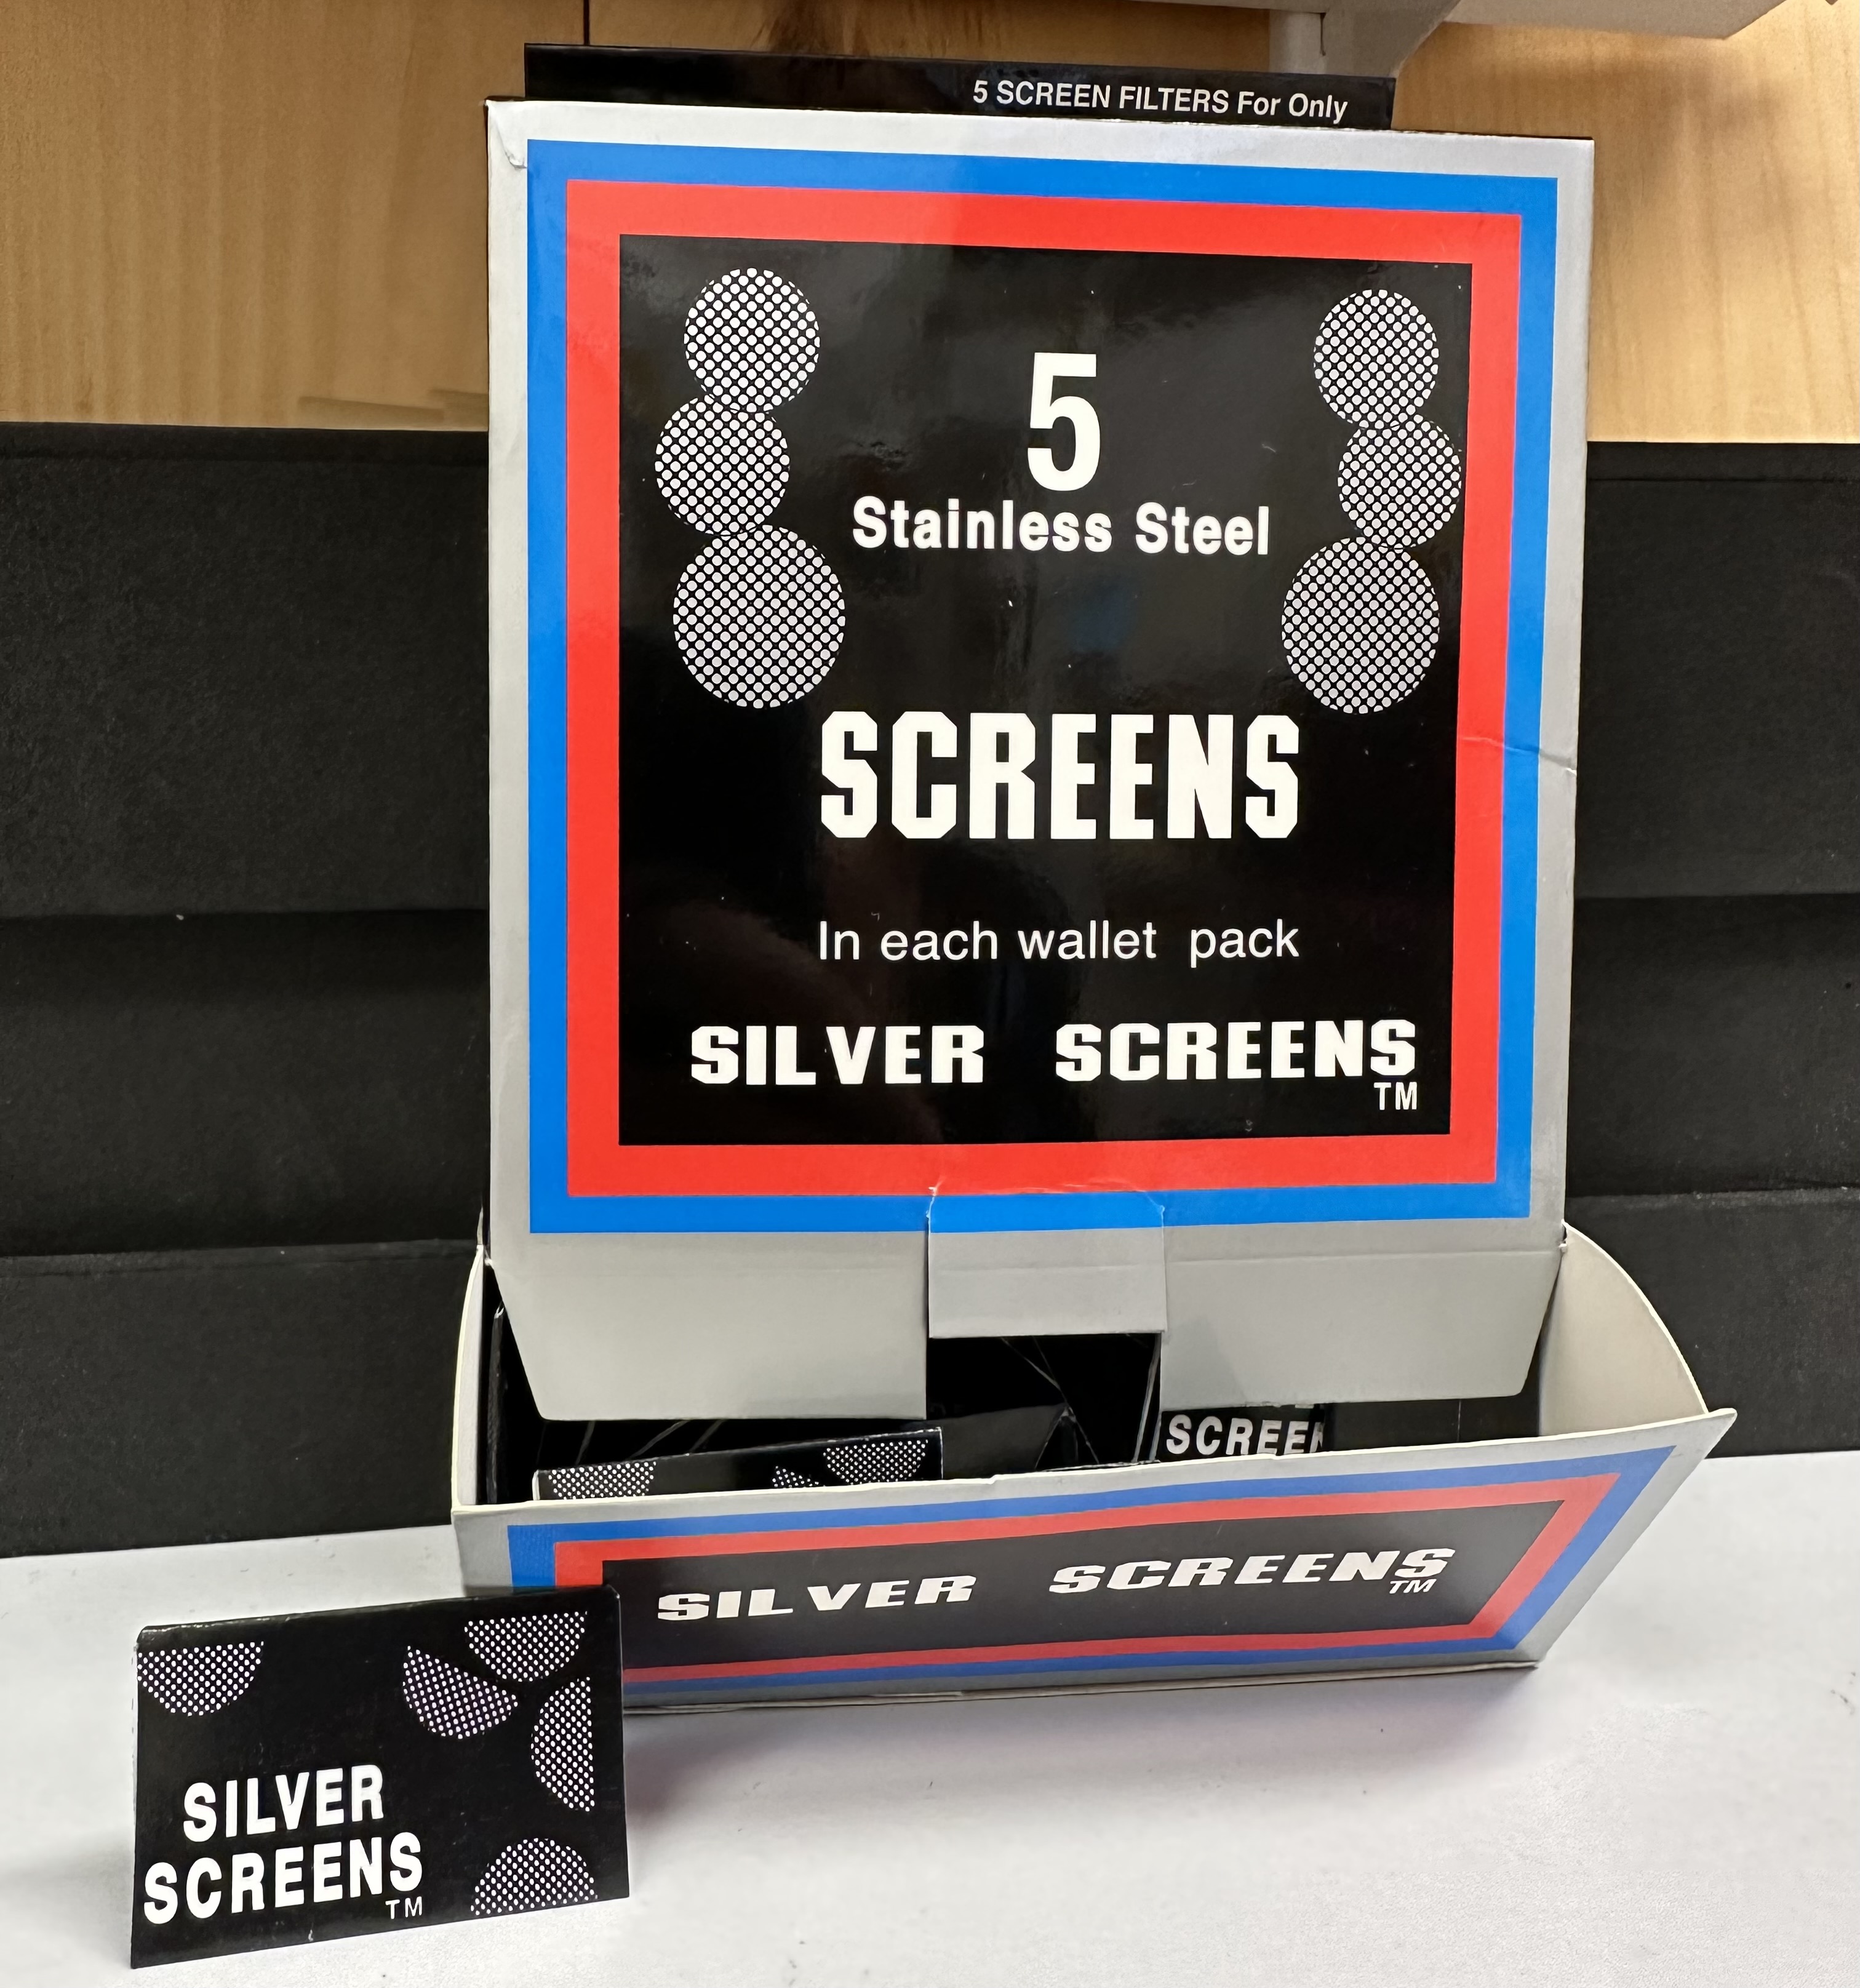 5 SCREEN FILTERS For Only
5
Stainless Steel
SCREENS
In each wallet pack
SILVER SCREENS
TM
SCREEN
SILVER SCREENS
TM
SILVER
SCREENS
TM